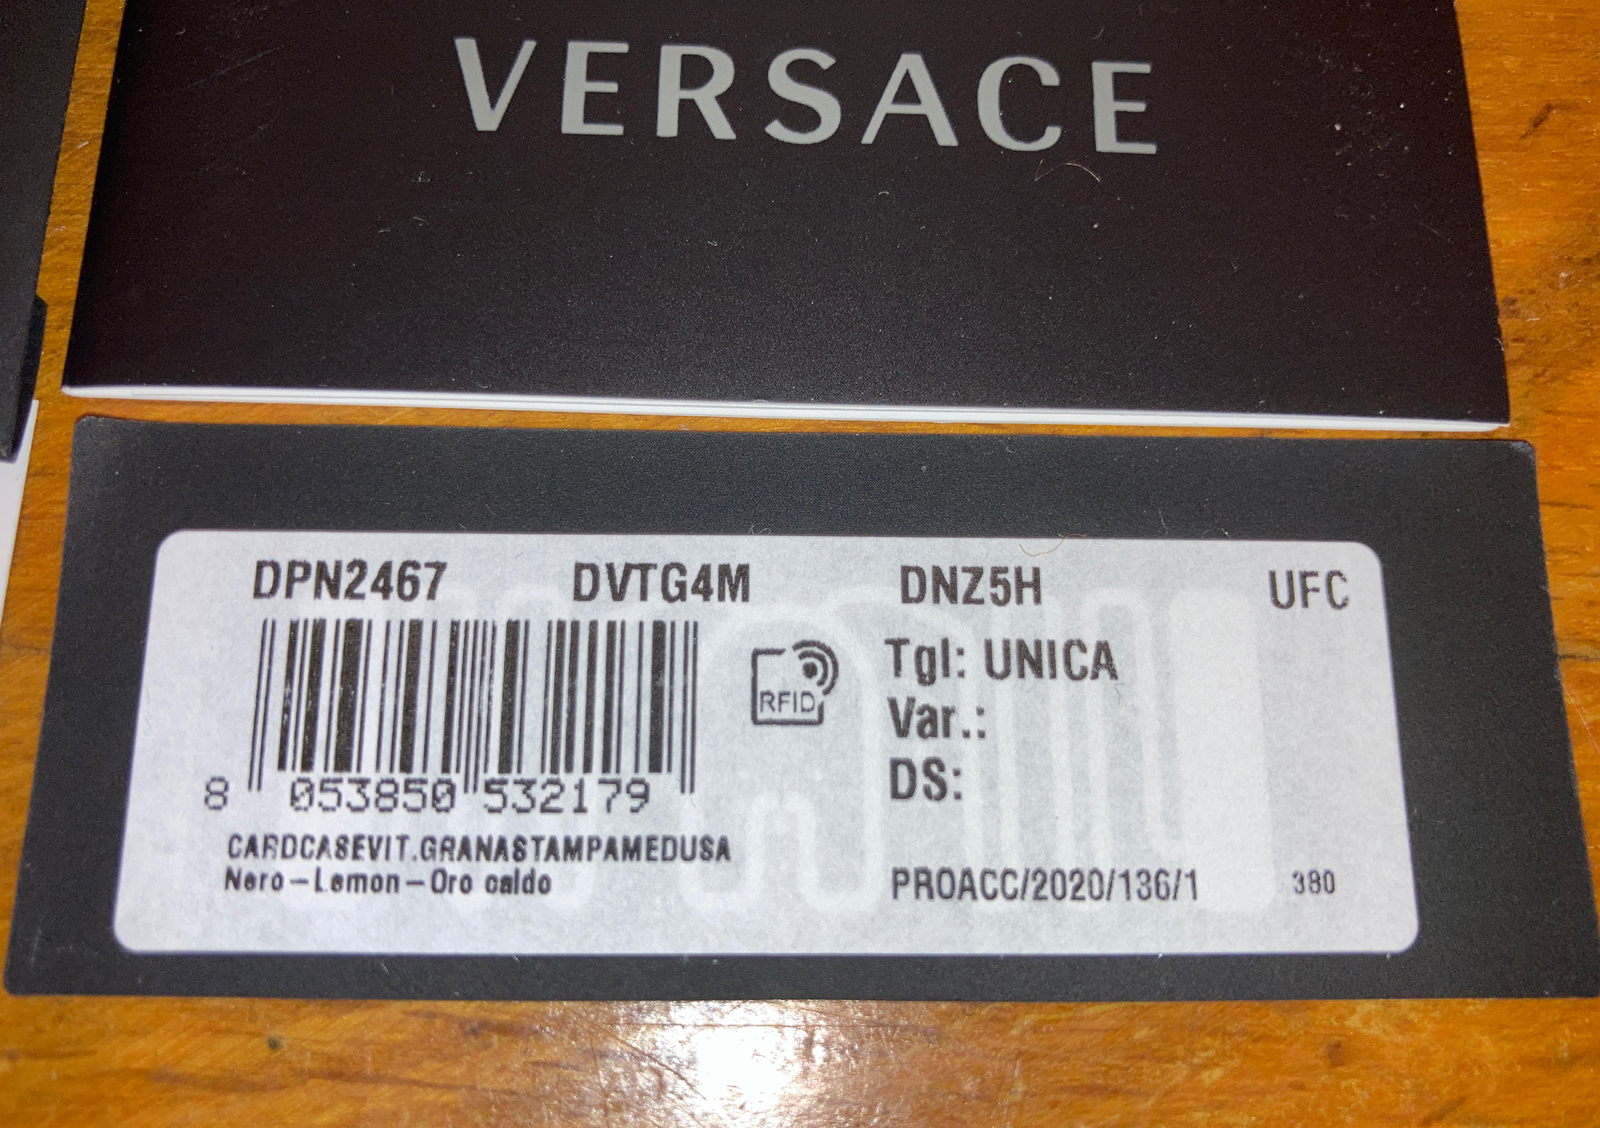 VERSACE
DPN2467 DVTG4M DNZ5H UFC
RFID
Tgl: UNICA
Var.:
DS:
8 053850 532179
CARDCASEVIT.GRANASTAMPAMEDUSA
Nero-Lemon-Oro caldo
PROACC/2020/136/1 380